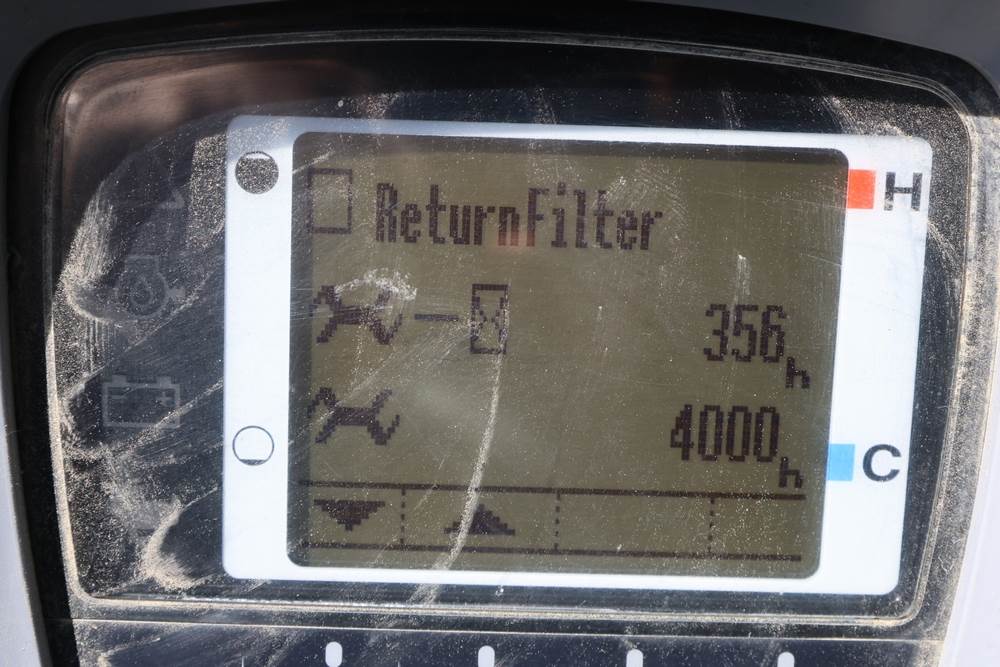 ReturnFilter
H
356h
4000h
C